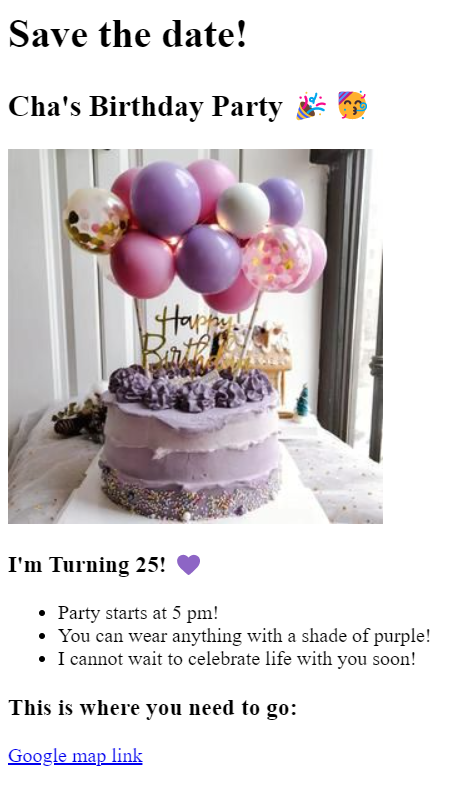 Save the date!
Cha's Birthday Party 🎉 🥳
Happy
Birthday
I'm Turning 25! 💜
Party starts at 5 pm!
You can wear anything with a shade of purple!
I cannot wait to celebrate life with you soon!
This is where you need to go:
Google map link